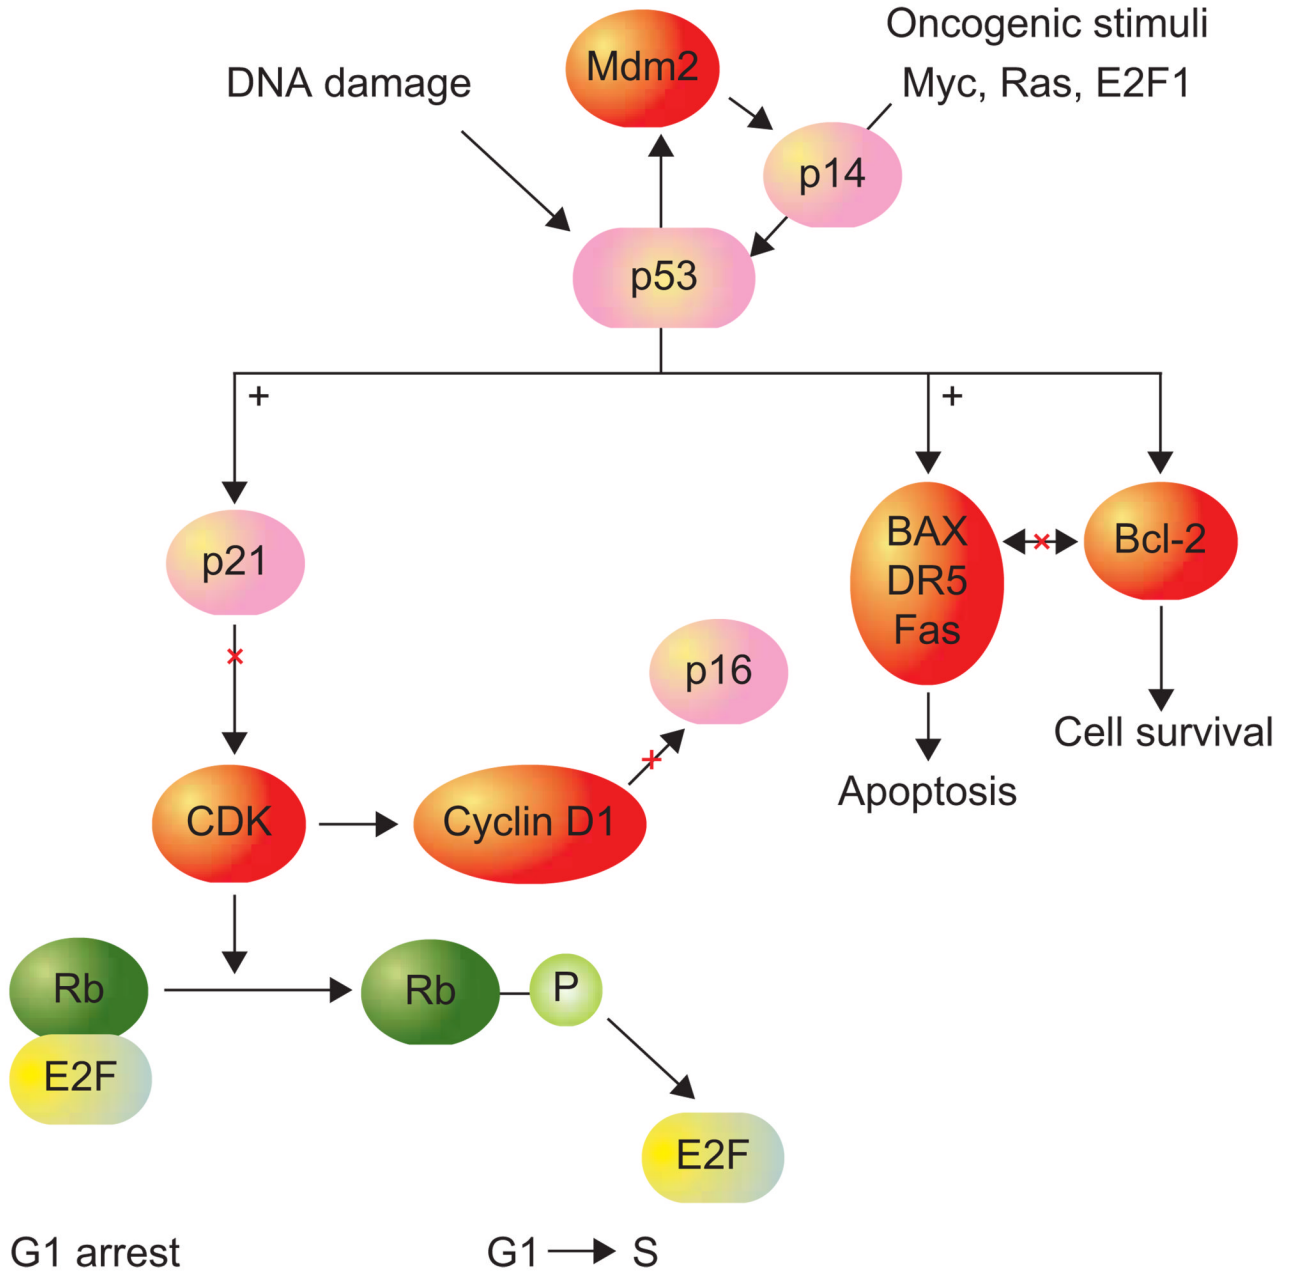 Oncogenic stimuli
Myc, Ras, E2F1
DNA damage
Mdm2
p14
p53
+
+
p21
BAX
DR5
Fas
Bcl-2
p16
Cell survival
Apoptosis
CDK
Cyclin D1
Rb
E2F
Rb
P
E2F
G1 arrest
G1 → S